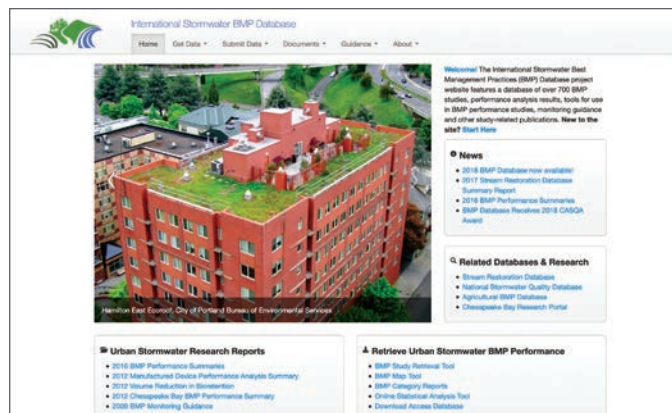 International Stormwater BMP Database
Home Get Data Submit Data Documents Guidance About
Welcome! The International Stormwater Best
Management Practices (BMP) Database project
website features a database of over 700 BMP
studies, performance analysis results, tools for use
in BMP performance studies, monitoring guidance
and other study-related publications. New to the
site? Start Here
News
• 2018 BMP Database now available!
• 2017 Stream Restoration Database
Summary Report
• 2016 BMP Performance Summaries
• BMP Database Receives 2018 CASQA
Award
Related Databases & Research
• Stream Restoration Database
• National Stormwater Quality Database
• Agricultural BMP Database
• Chesapeake Bay Research Portal
Hamilton East Ecoroof, City of Portland Bureau of Environmental Services
Urban Stormwater Research Reports
• 2016 BMP Performance Summaries
• 2012 Manufactured Device Performance Analysis Summary
• 2012 Volume Reduction in Bioretention
• 2012 Chesapeake Bay BMP Performance Summary
• 2009 BMP Monitoring Guidance
Retrieve Urban Stormwater BMP Performance
• BMP Study Retrieval Tool
• BMP Map Tool
• BMP Category Reports
• Online Statistical Analysis Tool
• Download Access Database